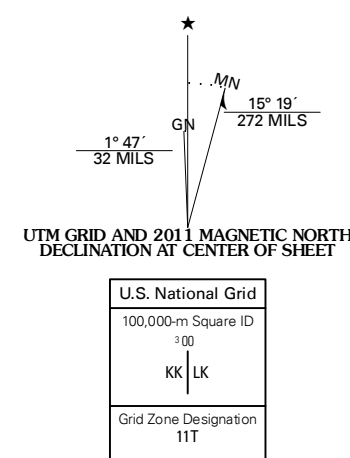 ★
MN
15° 19´
272 MILS
GN
1° 47´
32 MILS
UTM GRID AND 2011 MAGNETIC NORTH
DECLINATION AT CENTER OF SHEET
U.S. National Grid
100,000-m Square ID
³00
KK LK
Grid Zone Designation
11T